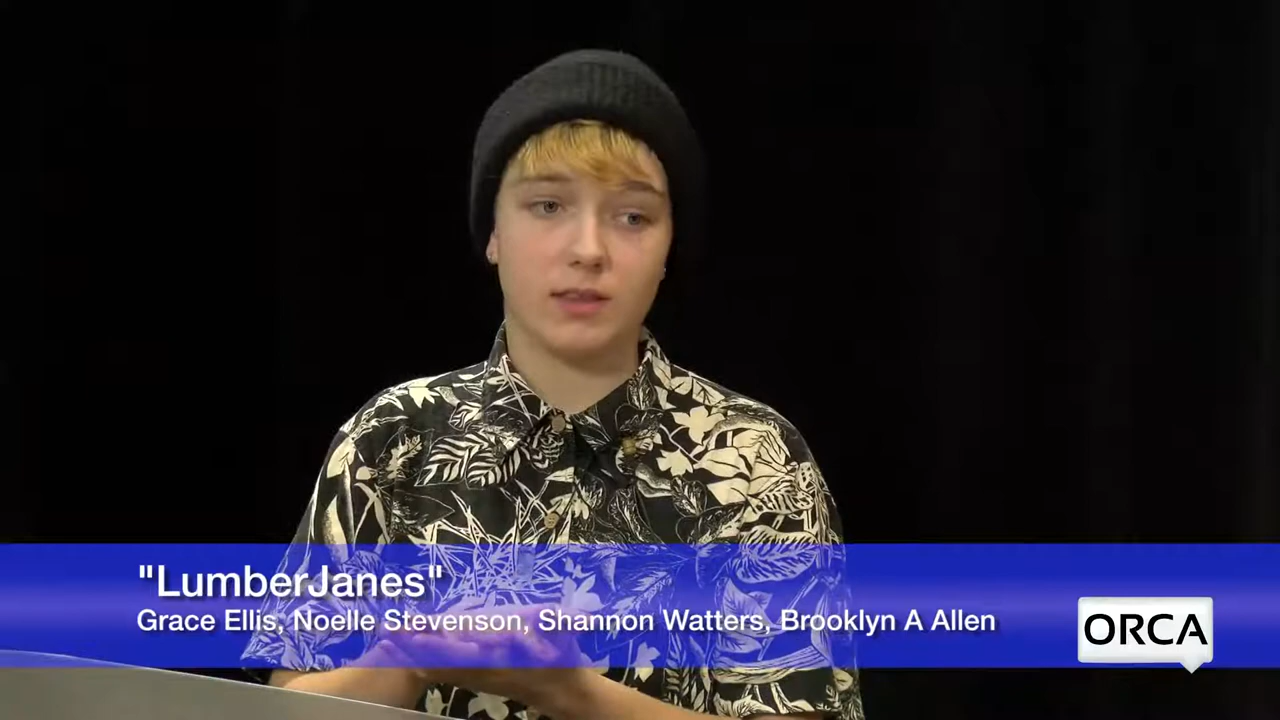 "LumberJanes"
Grace Ellis, Noelle Stevenson, Shannon Watters, Brooklyn A Allen
ORCA